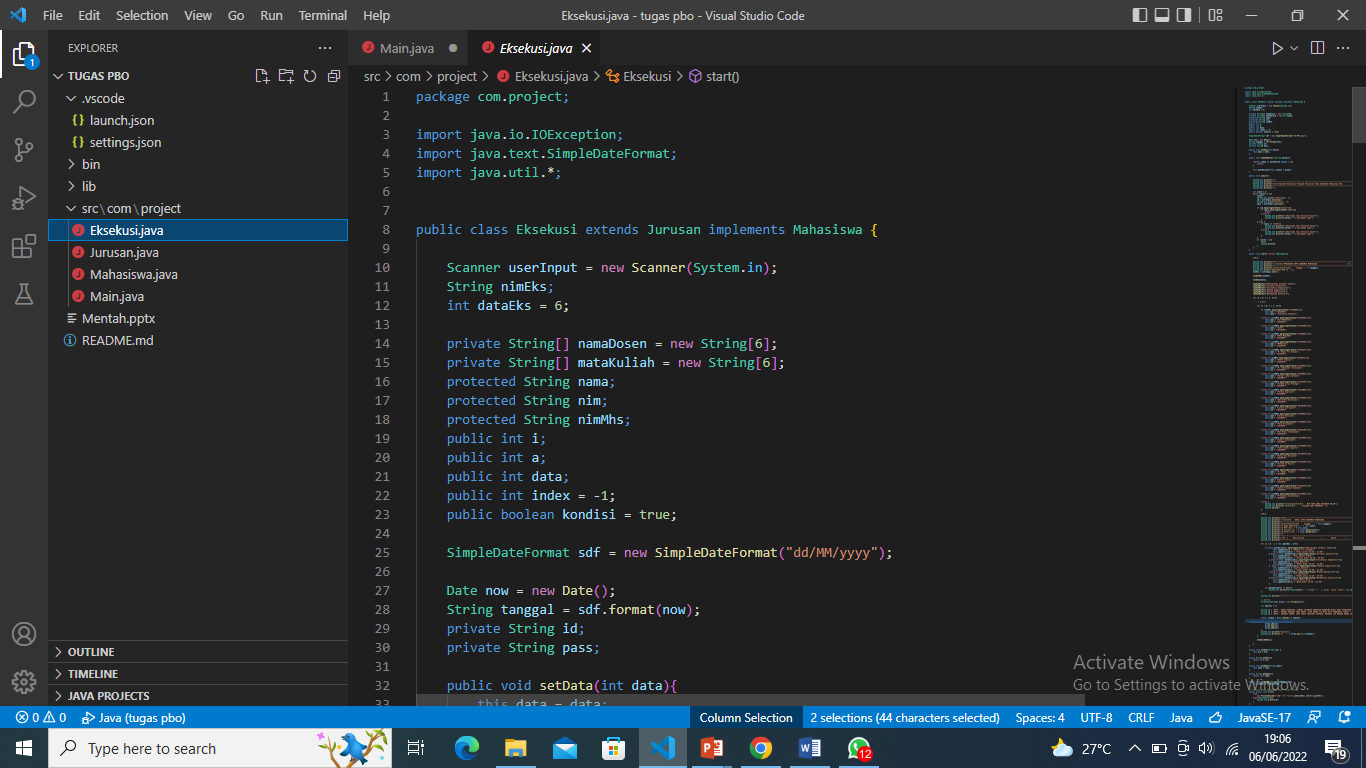 File Edit Selection View Go Run Terminal Help
Eksekusi.java - tugas pbo - Visual Studio Code
EXPLORER
TUGAS PBO
.vscode
launch.json
settings.json
bin
lib
src\com\project
Eksekusi.java
Jurusan.java
Mahasiswa.java
Main.java
Mentah.pptx
README.md
OUTLINE
TIMELINE
JAVA PROJECTS
1
Main.java
Eksekusi.java
src > com > project > Eksekusi.java > Eksekusi > start()
1 package com.project;
2
3 import java.io.IOException;
4 import java.text.SimpleDateFormat;
5 import java.util.*;
6
7
8 public class Eksekusi extends Jurusan implements Mahasiswa {
9
10 Scanner userInput = new Scanner(System.in);
11 String nimEks;
12 int dataEks = 6;
13
14 private String[] namaDosen = new String[6];
15 private String[] mataKuliah = new String[6];
16 protected String nama;
17 protected String nim;
18 protected String nimMhs;
19 public int i;
20 public int a;
21 public int data;
22 public int index = -1;
23 public boolean kondisi = true;
24
25 SimpleDateFormat sdf = new SimpleDateFormat("dd/MM/yyyy");
26
27 Date now = new Date();
28 String tanggal = sdf.format(now);
29 private String id;
30 private String pass;
31
32 public void setData(int data){
33 this.data = data;
Activate Windows
Go to Settings to activate Windows.
0 0 Java (tugas pbo)
Column Selection 2 selections (44 characters selected) Spaces: 4 UTF-8 CRLF Java JavaSE-17
Type here to search
12
27°C
19:06
06/06/2022
19